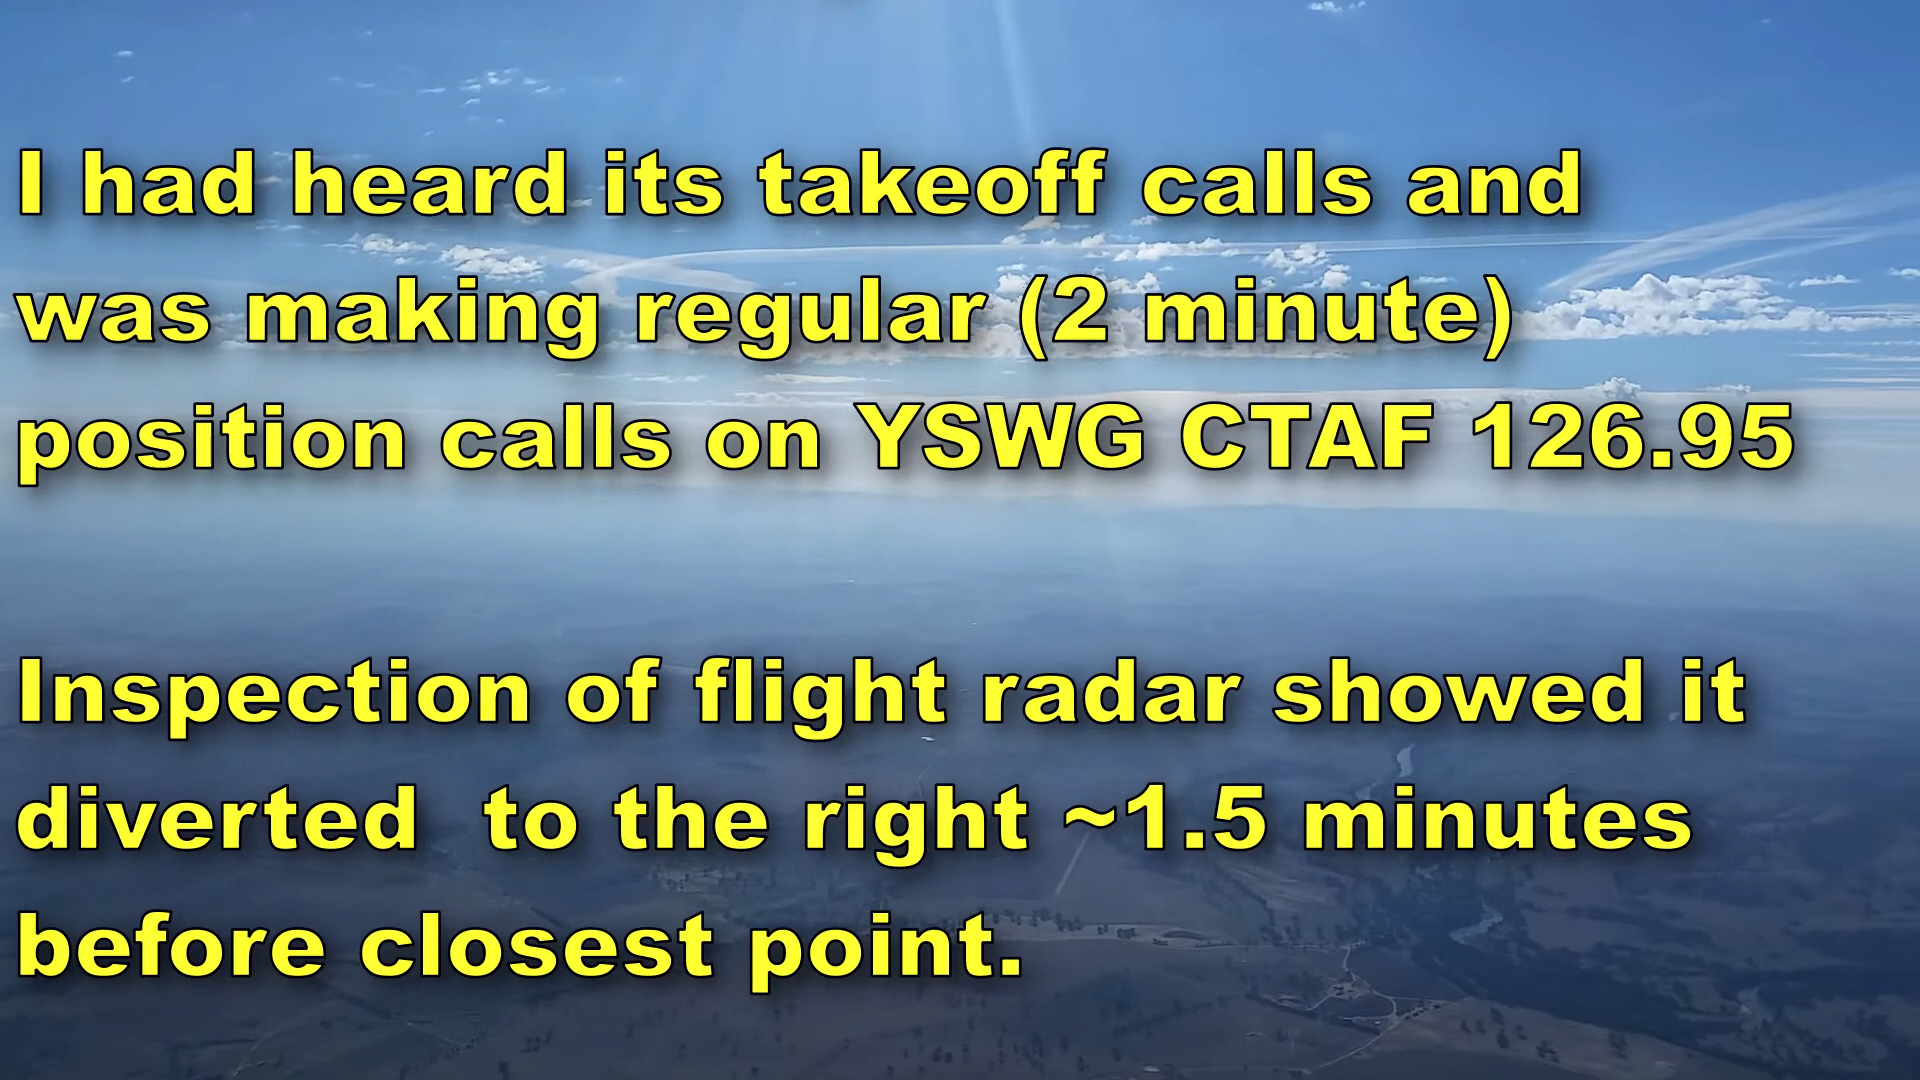 I had heard its takeoff calls and
was making regular (2 minute)
position calls on YSWG CTAF 126.95
Inspection of flight radar showed it
diverted  to the right ~1.5 minutes
before closest point.